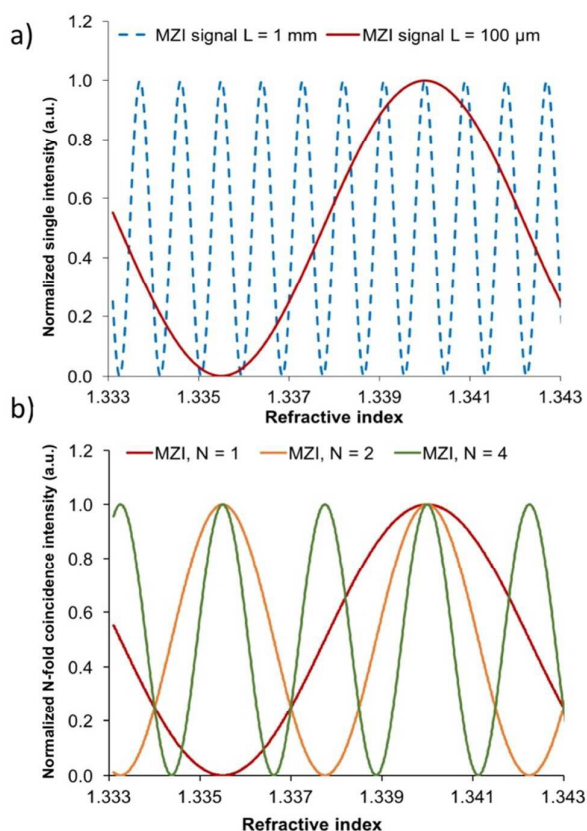 a)
MZI signal L = 1 mm MZI signal L = 100 µm
Normalized single intensity (a.u.)
1.2
1.0
0.8
0.6
0.4
0.2
0.0
1.333 1.335 1.337 1.339 1.341 1.343
Refractive index
b)
MZI, N = 1 MZI, N = 2 MZI, N = 4
Normalized N-fold coincidence intensity (a.u.)
1.2
1.0
0.8
0.6
0.4
0.2
0.0
1.333 1.335 1.337 1.339 1.341 1.343
Refractive index